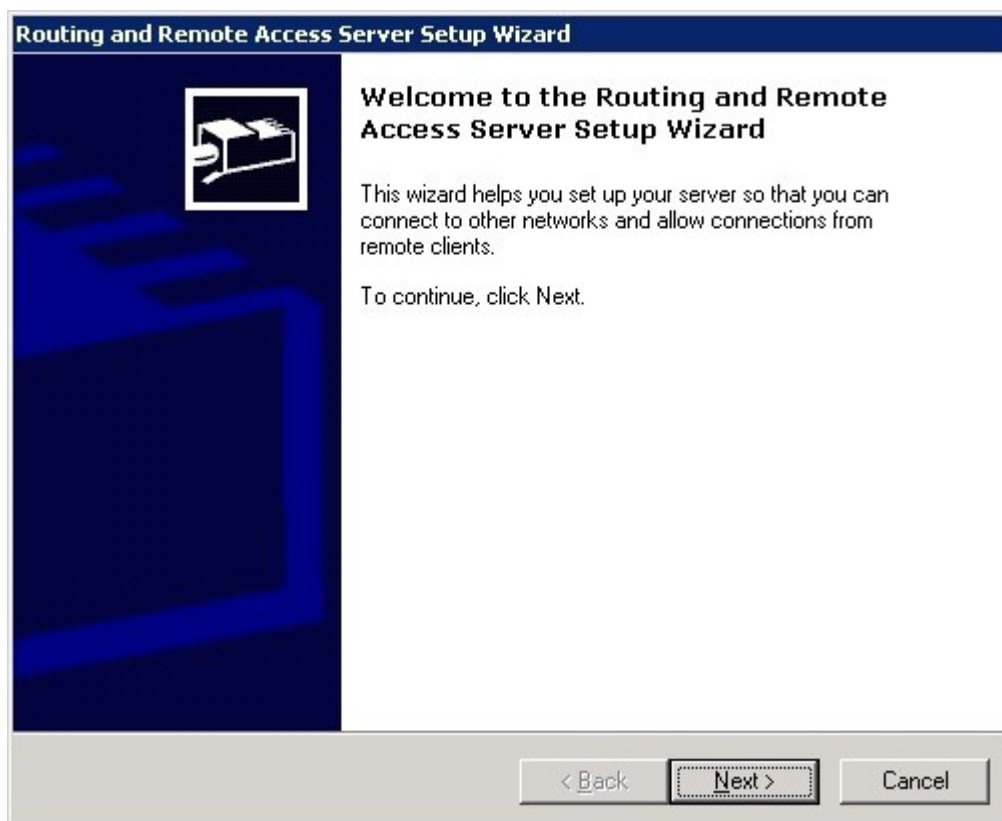 Routing and Remote Access Server Setup Wizard
Welcome to the Routing and Remote
Access Server Setup Wizard
This wizard helps you set up your server so that you can
connect to other networks and allow connections from
remote clients.
To continue, click Next.
< Back
Next >
Cancel